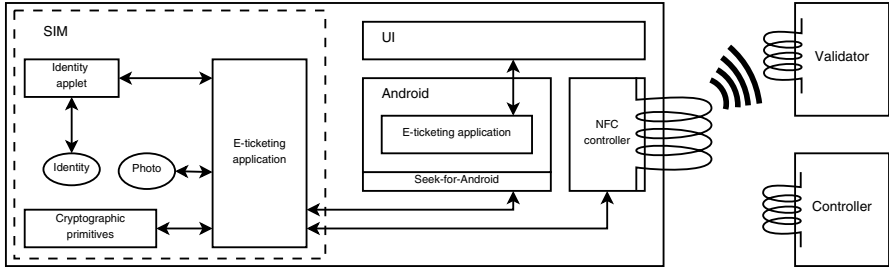 SIM
Identity
applet
E-ticketing
application
Identity
Photo
Cryptographic
primitives
UI
Android
E-ticketing application
Seek-for-Android
NFC
controller
Validator
Controller